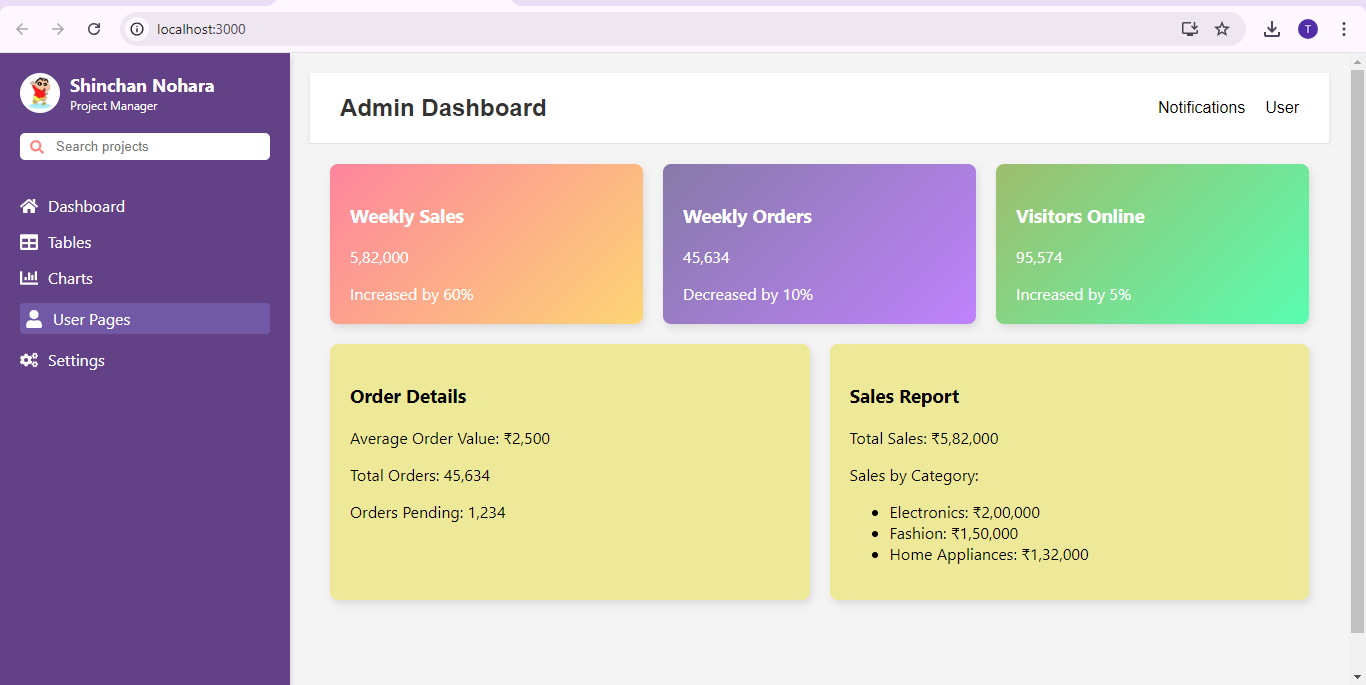 localhost:3000
T
Shinchan Nohara
Project Manager
Search projects
Dashboard
Tables
Charts
User Pages
Settings
Admin Dashboard
Notifications User
Weekly Sales
5,82,000
Increased by 60%
Weekly Orders
45,634
Decreased by 10%
Visitors Online
95,574
Increased by 5%
Order Details
Average Order Value: ₹2,500
Total Orders: 45,634
Orders Pending: 1,234
Sales Report
Total Sales: ₹5,82,000
Sales by Category:
Electronics: ₹2,00,000
Fashion: ₹1,50,000
Home Appliances: ₹1,32,000